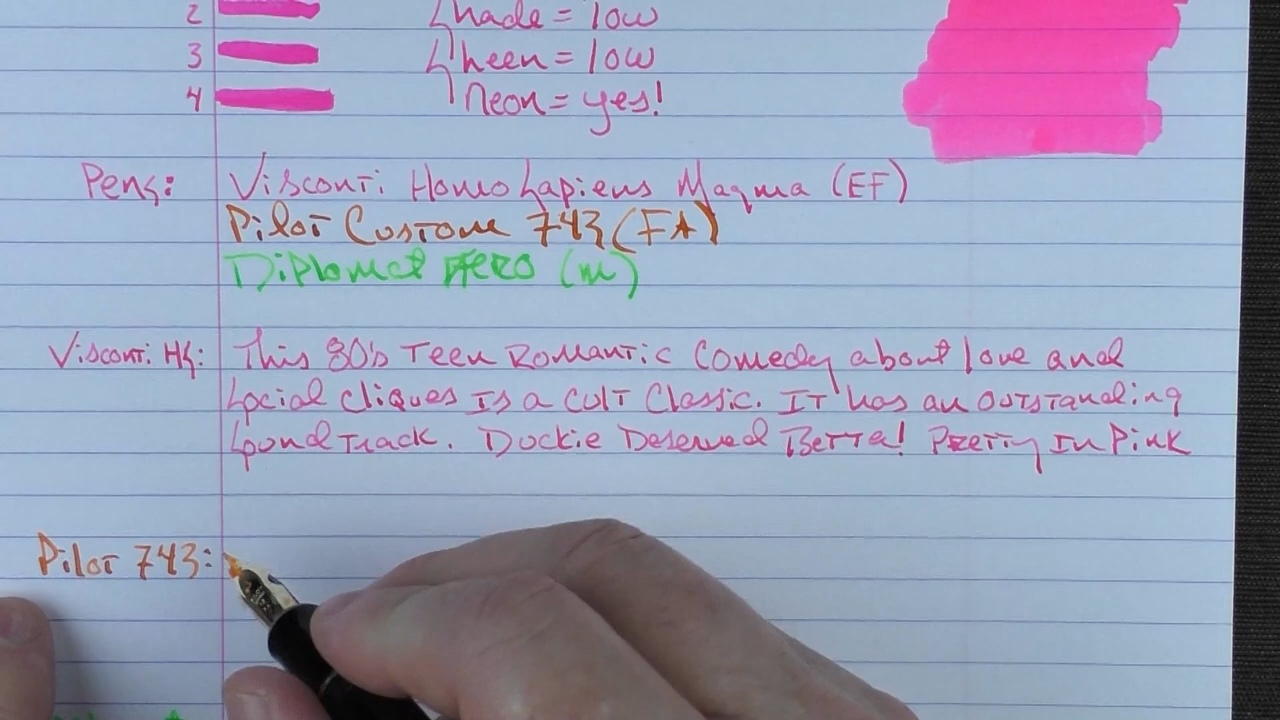 2 Shade = low
3 Sheen = low
4 Neon = yes!
Pens: Visconti Homo Sapiens Magma (EF)
Pilot Custom 743 (FA)
Diplomat Aero (m)
Visconti HS: This 80's Teen Romantic Comedy about love and
Social cliques Is a cult Classic. It has an outstanding
Soundtrack. Duckie Deserved Better! Pretty In Pink
Pilot 743: